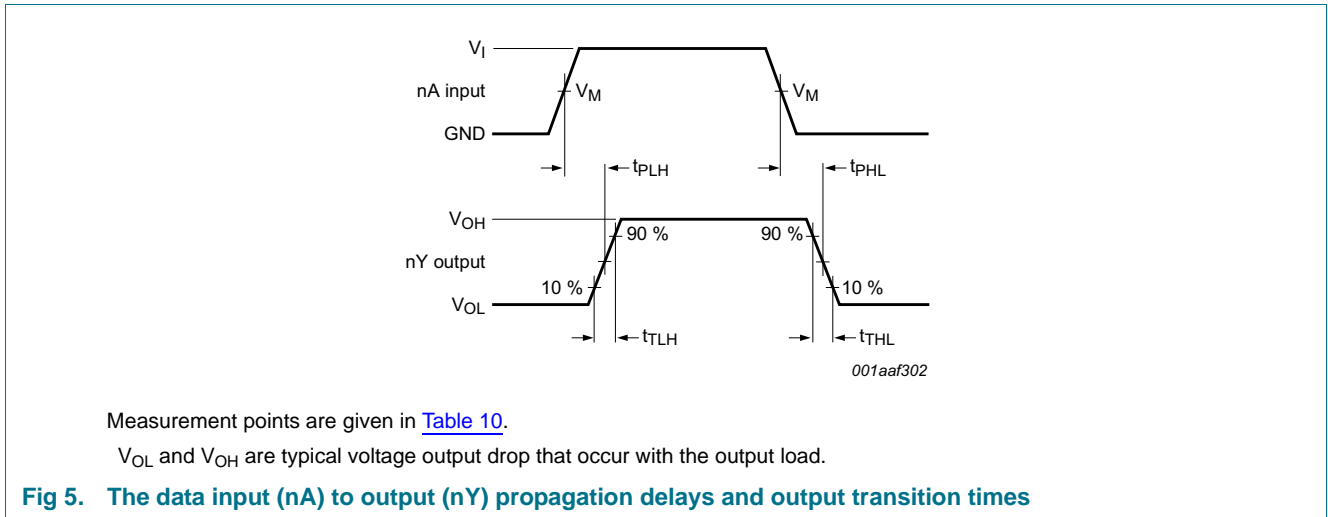 VI
nA input
VM
VM
GND
tPLH
tPHL
VOH
90 %
90 %
nY output
10 %
10 %
VOL
tTLH
tTHL
001aaf302
Measurement points are given in Table 10.
VOL and VOH are typical voltage output drop that occur with the output load.
Fig 5. The data input (nA) to output (nY) propagation delays and output transition times